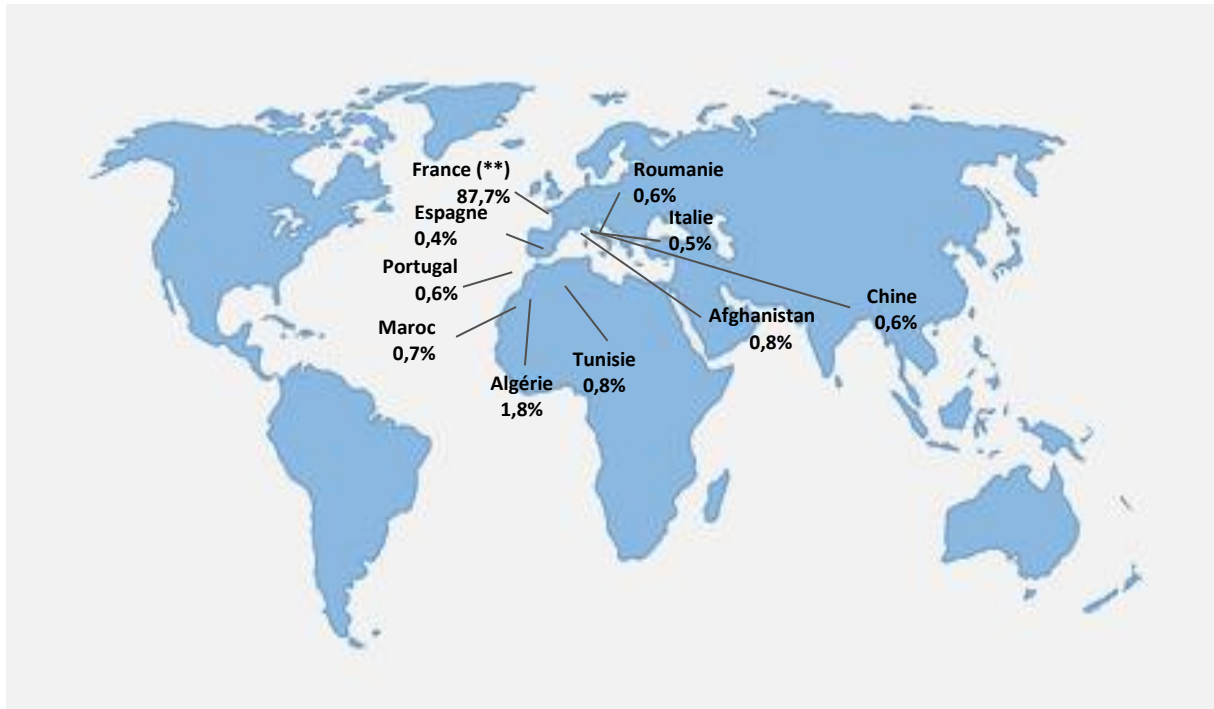 France (**)
87,7%
Espagne
0,4%
Portugal
0,6%
Maroc
0,7%
Algérie
1,8%
Tunisie
0,8%
Roumanie
0,6%
Italie
0,5%
Afghanistan
0,8%
Chine
0,6%